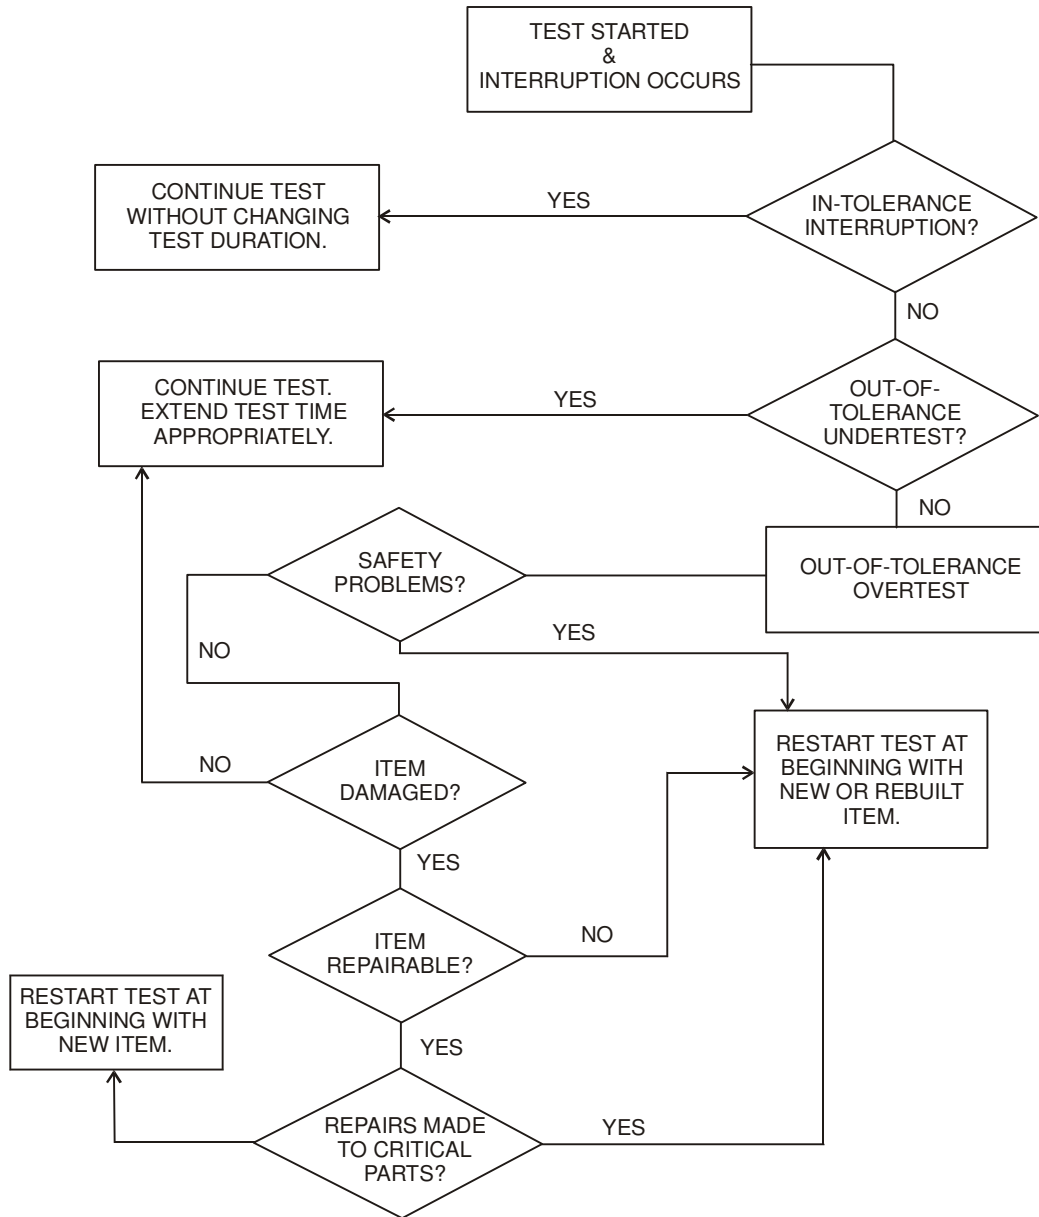 TEST STARTED
&
INTERRUPTION OCCURS
CONTINUE TEST
WITHOUT CHANGING
TEST DURATION.
YES
IN-TOLERANCE
INTERRUPTION?
NO
CONTINUE TEST.
EXTEND TEST TIME
APPROPRIATELY.
YES
OUT-OF-
TOLERANCE
UNDERTEST?
NO
SAFETY
PROBLEMS?
OUT-OF-TOLERANCE
OVERTEST
YES
NO
NO
ITEM
DAMAGED?
RESTART TEST AT
BEGINNING WITH
NEW OR REBUILT
ITEM.
YES
ITEM
REPAIRABLE?
NO
RESTART TEST AT
BEGINNING WITH
NEW ITEM.
YES
REPAIRS MADE
TO CRITICAL
PARTS?
YES